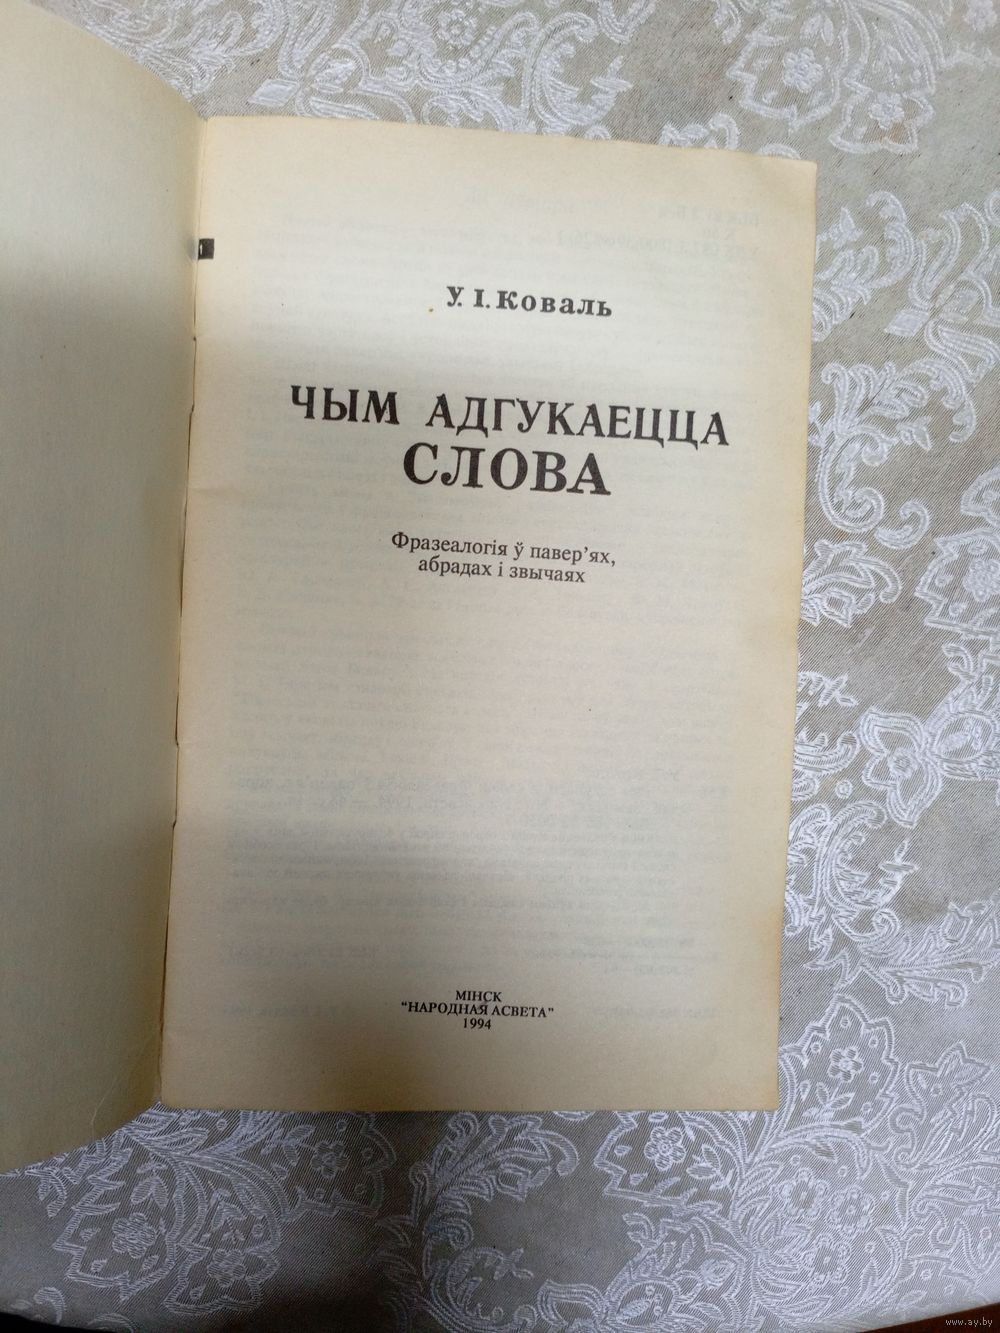 У. І. Коваль
ЧЫМ АДГУКАЕЦЦА
СЛОВА
Фразеалогія ў павер’ях,
абрадах і звычаях
МІНСК
“НАРОДНАЯ АСВЕТА”
1994
www.ay.by